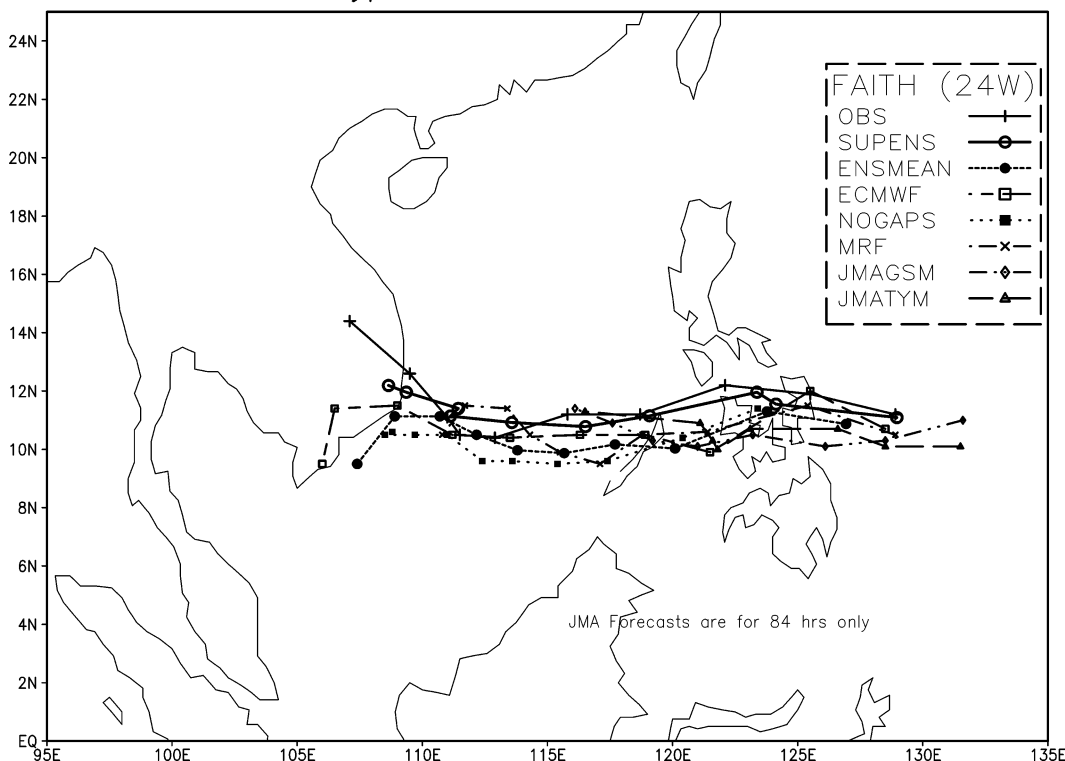 24N
22N
20N
18N
16N
14N
12N
10N
8N
6N
4N
2N
EQ
95E 100E 105E 110E 115E 120E 125E 130E 135E
FAITH (24W)
OBS
SUPENS
ENSMEAN
ECMWF
NOGAPS
MRF
JMAGSM
JMATYM
JMA Forecasts are for 84 hrs only